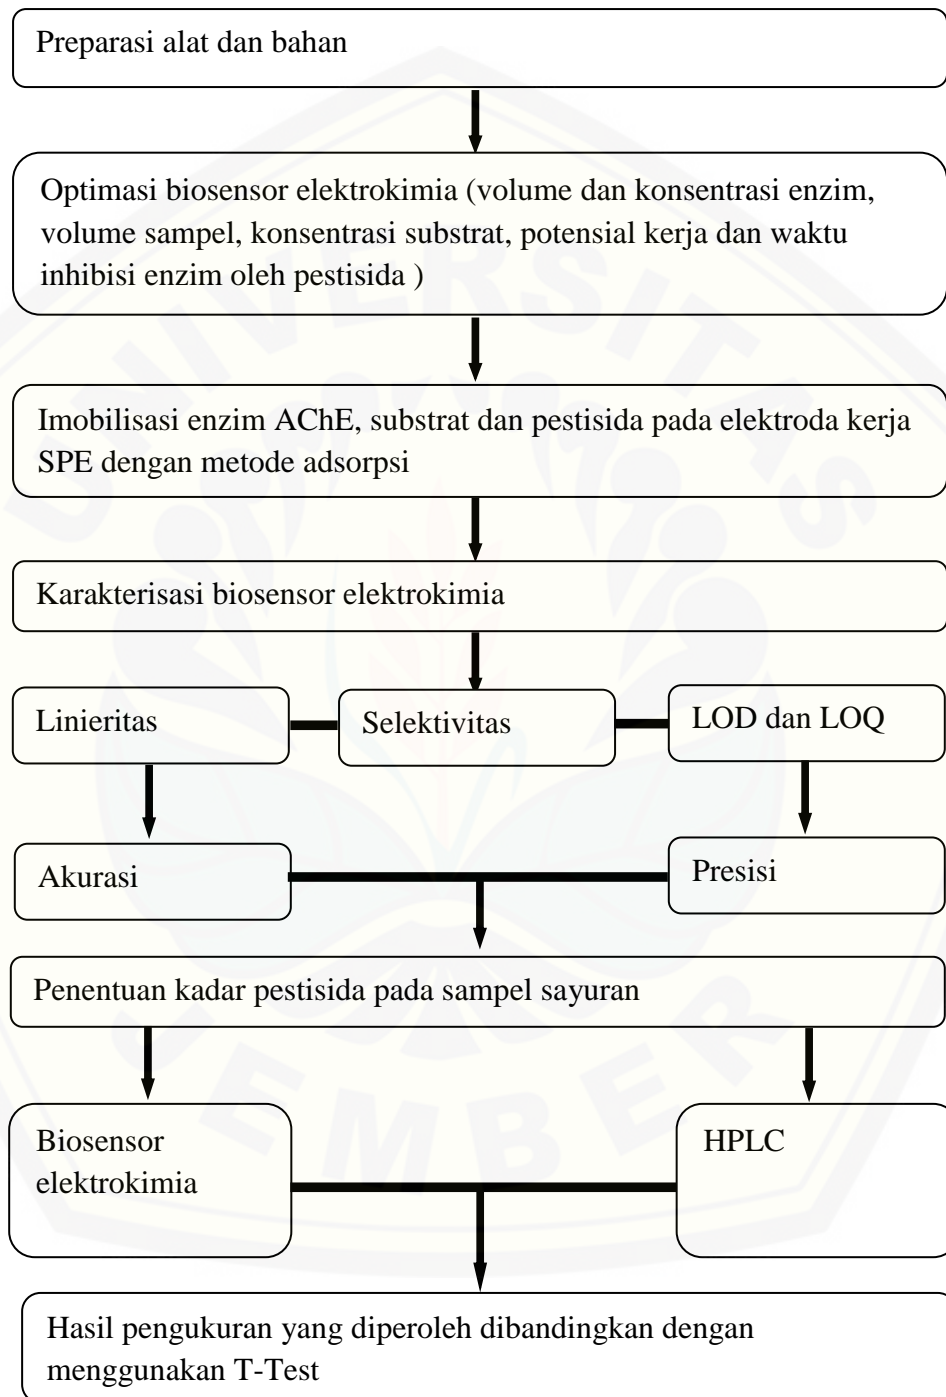 Preparasi alat dan bahan
Optimasi biosensor elektrokimia (volume dan konsentrasi enzim,
volume sampel, konsentrasi substrat, potensial kerja dan waktu
inhibisi enzim oleh pestisida )
Imobilisasi enzim AChE, substrat dan pestisida pada elektroda kerja
SPE dengan metode adsorpsi
Karakterisasi biosensor elektrokimia
Linieritas
Selektivitas
LOD dan LOQ
Akurasi
Presisi
Penentuan kadar pestisida pada sampel sayuran
Biosensor
elektrokimia
HPLC
Hasil pengukuran yang diperoleh dibandingkan dengan
menggunakan T-Test
UNIVERSITAS
JEMBER